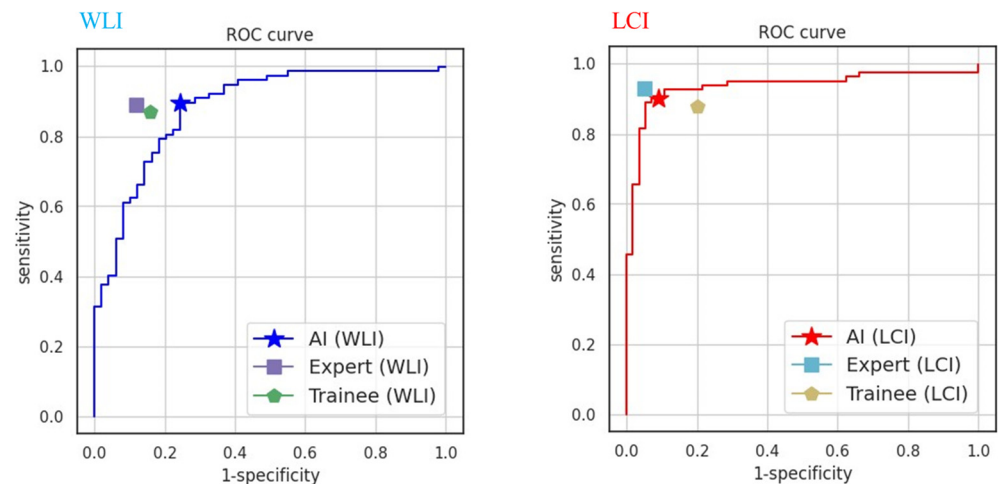 WLI
ROC curve
1.0
0.8
0.6
0.4
0.2
0.0
sensitivity
AI (WLI)
Expert (WLI)
Trainee (WLI)
0.0 0.2 0.4 0.6 0.8 1.0
1-specificity
LCI
ROC curve
1.0
0.8
0.6
0.4
0.2
0.0
sensitivity
AI (LCI)
Expert (LCI)
Trainee (LCI)
0.0 0.2 0.4 0.6 0.8 1.0
1-specificity